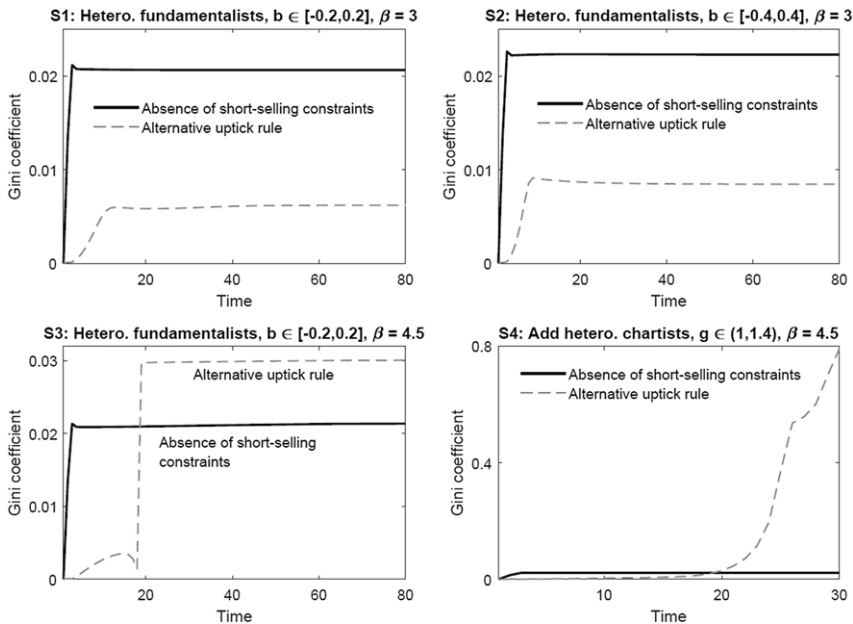 S1: Hetero. fundamentalists, b ∈ [-0.2,0.2], β = 3
Gini coefficient
0.02
0.01
0
Absence of short-selling constraints
Alternative uptick rule
20 40 60 80
Time
S2: Hetero. fundamentalists, b ∈ [-0.4,0.4], β = 3
Gini coefficient
0.02
0.01
0
Absence of short-selling constraints
Alternative uptick rule
20 40 60 80
Time
S3: Hetero. fundamentalists, b ∈ [-0.2,0.2], β = 4.5
Gini coefficient
0.03
0.02
0.01
0
Alternative uptick rule
Absence of short-selling
constraints
20 40 60 80
Time
S4: Add hetero. chartists, g ∈ (1,1.4), β = 4.5
Gini coefficient
0.8
0.4
0
Absence of short-selling constraints
Alternative uptick rule
10 20 30
Time